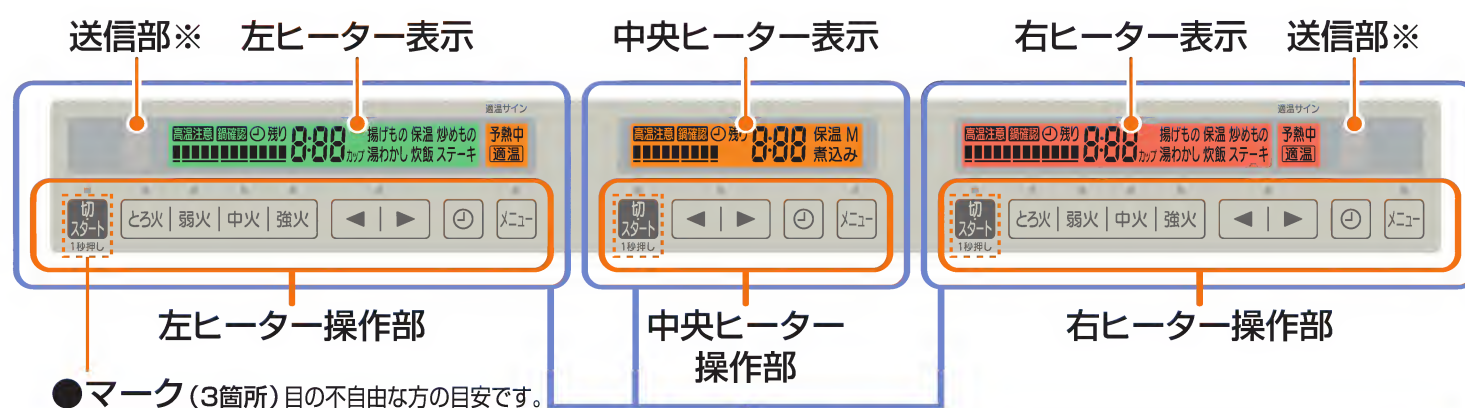 送信部※ 左ヒーター表示 中央ヒーター表示 右ヒーター表示 送信部※
適温サイン 適温サイン
高温注意 鍋確認 残り 8:88 カップ 揚げもの 保温 炒めもの 予熱中
湯わかし 炊飯 ステーキ 適温
高温注意 鍋確認 残り 8:88 保温 M
煮込み
高温注意 鍋確認 残り 8:88 カップ 揚げもの 保温 炒めもの 予熱中
湯わかし 炊飯 ステーキ 適温
切 スタート とろ火 弱火 中火 強火 ◀ ▶ メニュー
1秒押し
切 スタート ◀ ▶ メニュー
1秒押し
切 スタート とろ火 弱火 中火 強火 ◀ ▶ メニュー
1秒押し
左ヒーター操作部 中央ヒーター 右ヒーター操作部
操作部
●マーク(3箇所)目の不自由な方の目安です。